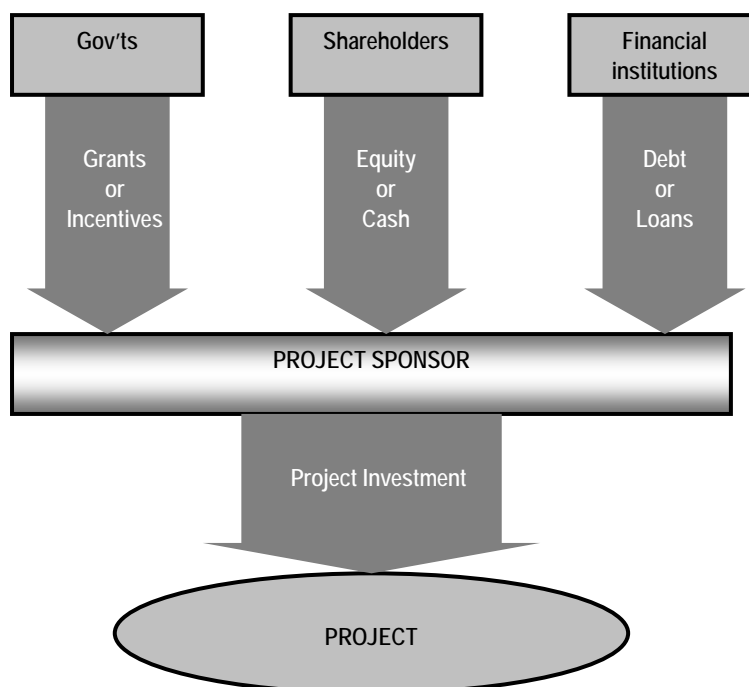 Gov'ts
Shareholders
Financial
institutions
Grants
or
Incentives
Equity
or
Cash
Debt
or
Loans
PROJECT SPONSOR
Project Investment
PROJECT